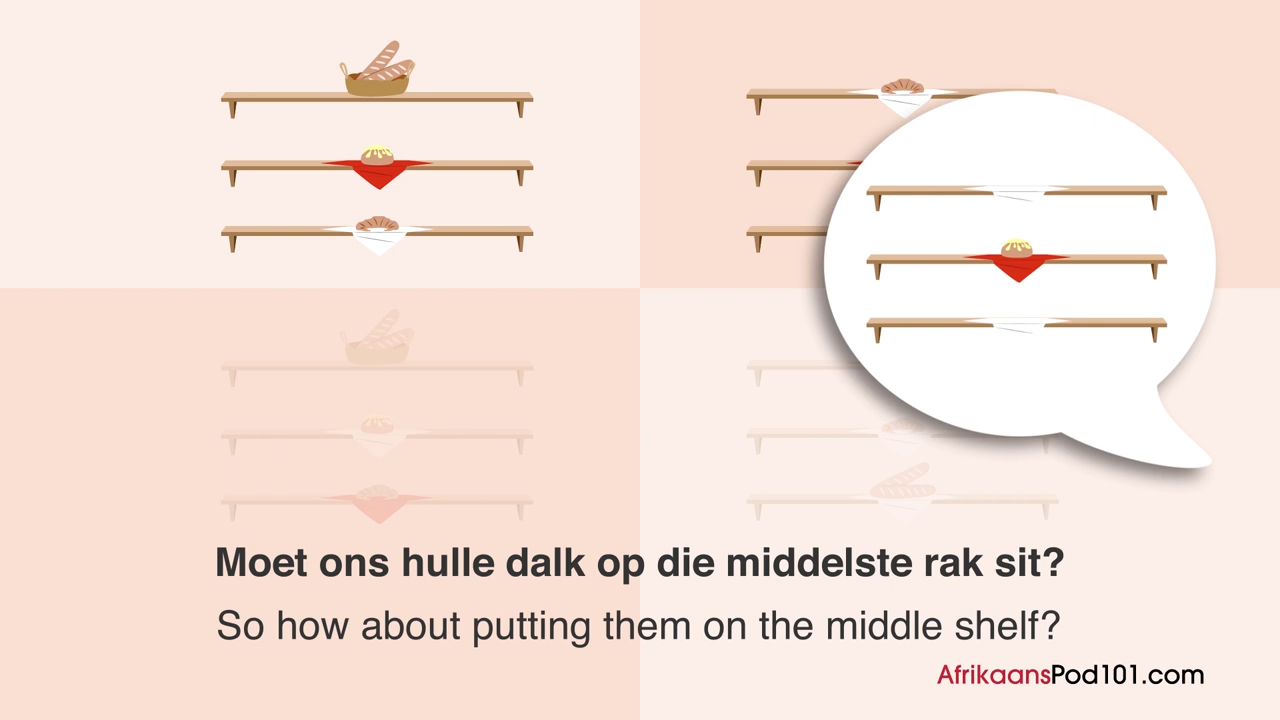 Moet ons hulle dalk op die middelste rak sit?
So how about putting them on the middle shelf?
AfrikaansPod101.com